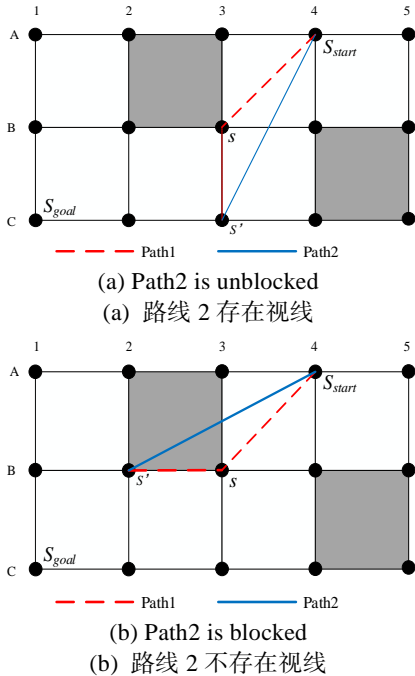 1 2 3 4 5
A S_start
B s
C S_goal s'
Path1 Path2
(a) Path2 is unblocked
(a) 路线 2 存在视线
1 2 3 4 5
A S_start
B s' s
C S_goal
Path1 Path2
(b) Path2 is blocked
(b) 路线 2 不存在视线